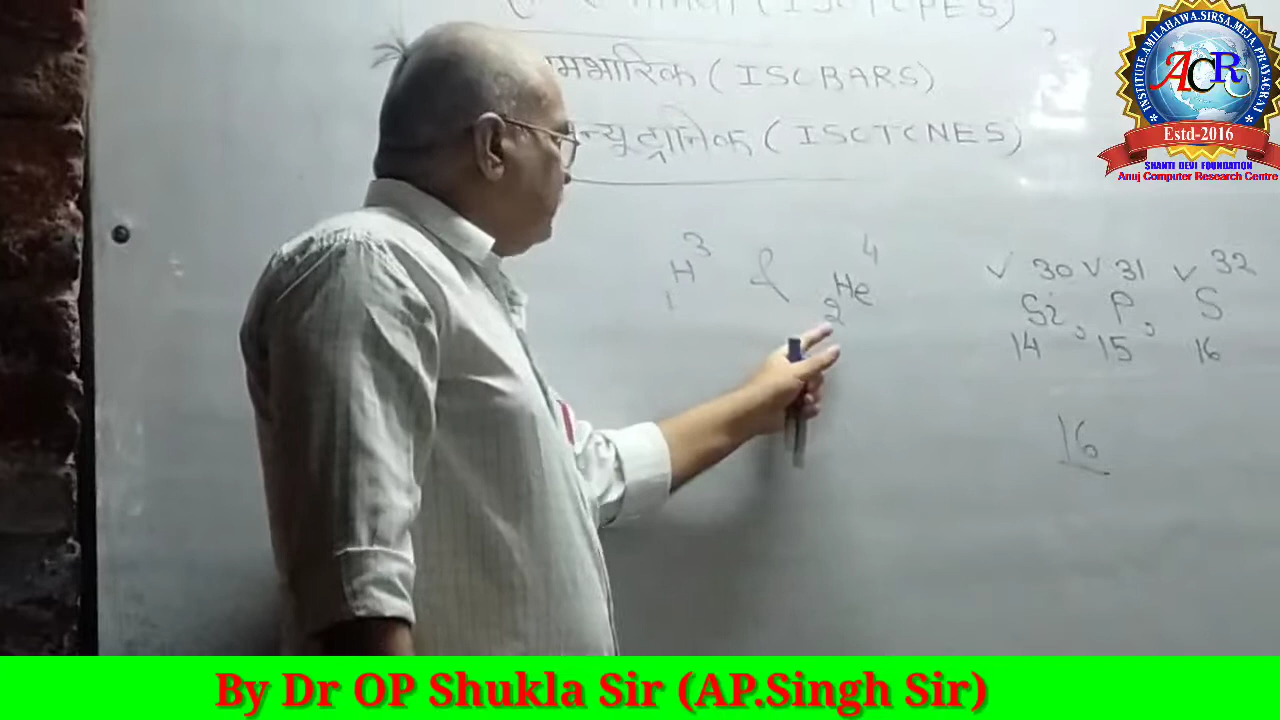 (ISOTOPES)
मभारिक (ISOBARS)
न्यूट्रानिक (ISOTONES)
3 4
H & He
1 2
✓ 30 ✓ 31 ✓ 32
Si, P, S
14 15 16
16
INSTITUTE,AMILAHAWA.SIRSA.MEJA.PRAYAGRAJ
ACR
Estd-2016
SHANTI DEVI FOUNDATION
Anuj Computer Research Centre
By Dr OP Shukla Sir (AP.Singh Sir)